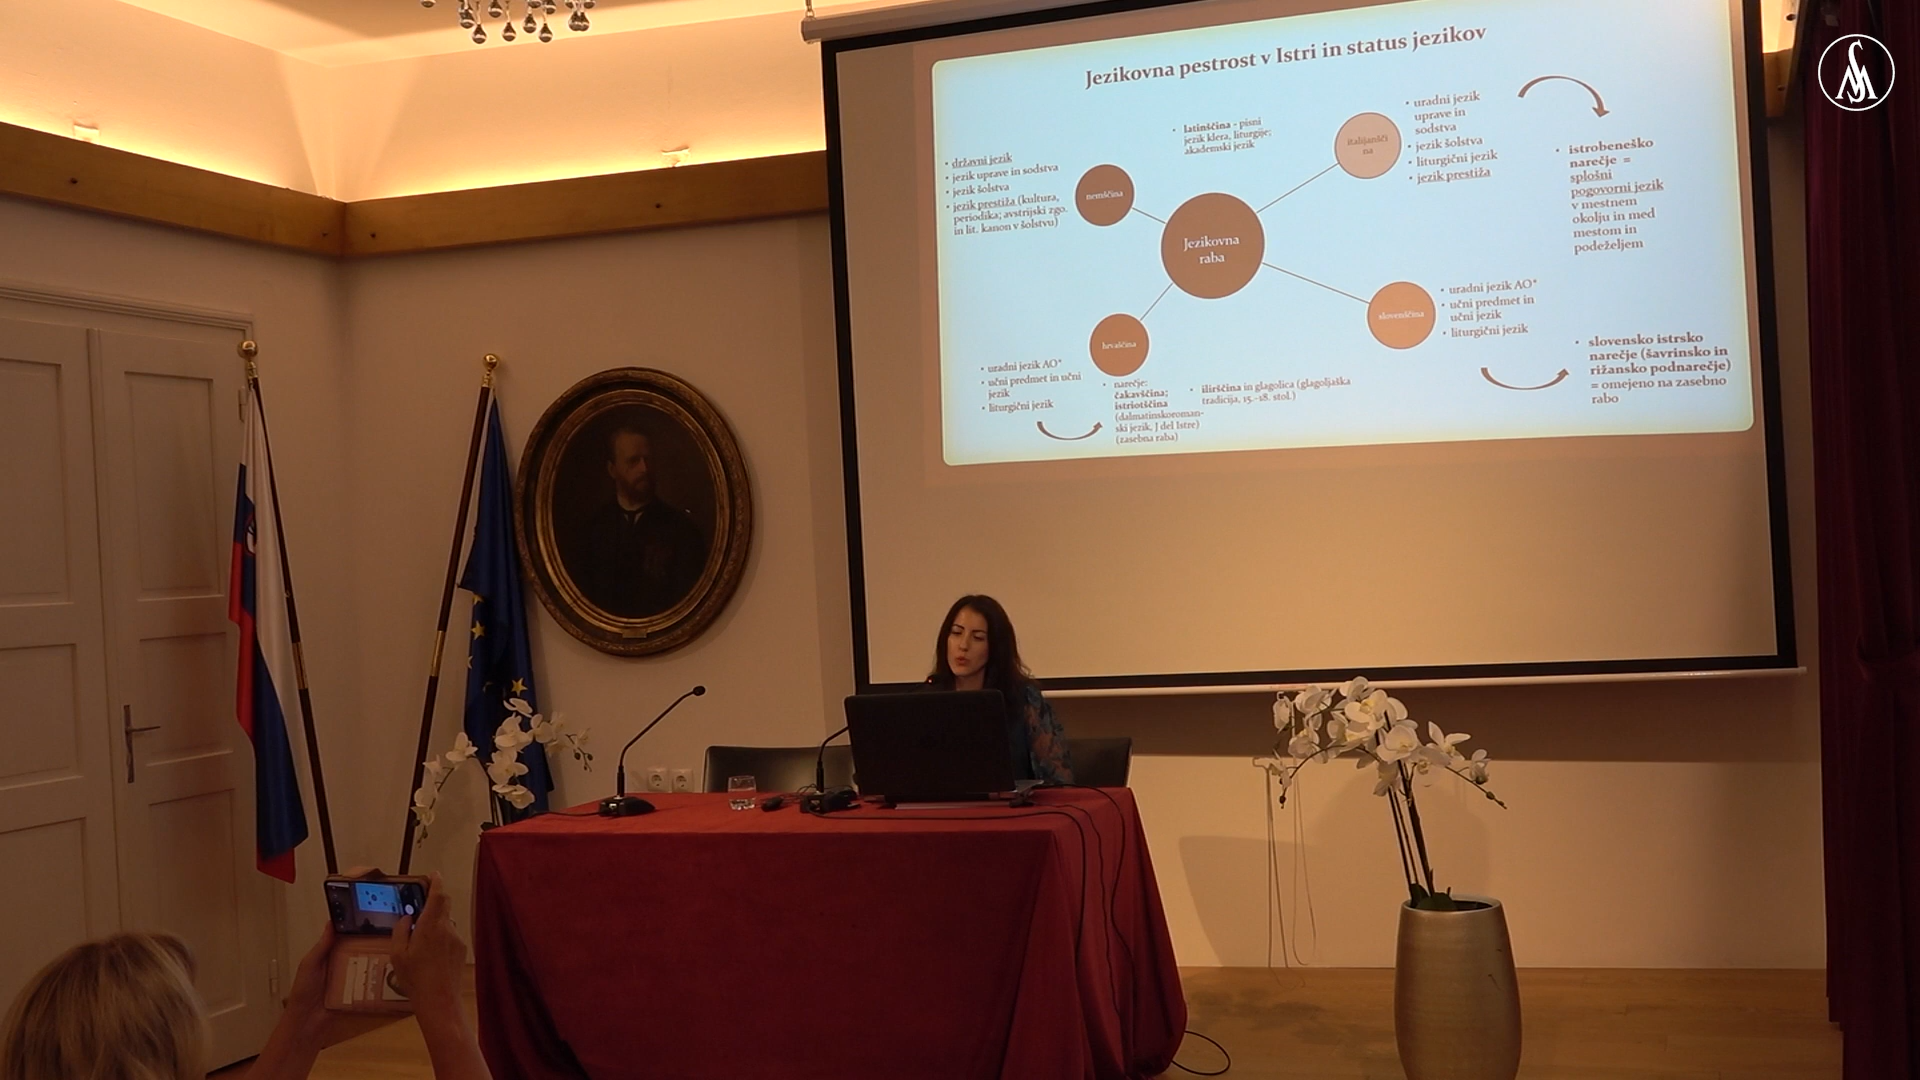 Jezikovna pestrost v Istri in status jezikov
• državni jezik
• jezik uprave in sodstva
• jezik šolstva
• jezik prestiža (kultura,
periodika; avstrijski zgo.
in lit. kanon v šolstvu)
nemščina
• latinščina - pisni
jezik klera, liturgije;
akademski jezik
italijanšči
na
• uradni jezik
uprave in
sodstva
• jezik šolstva
• liturgični jezik
• jezik prestiža
• istrobeneško
narečje =
splošni
pogovorni jezik
v mestnem
okolju in med
mestom in
podeželjem
Jezikovna
raba
slovenščina
• uradni jezik AO*
• učni predmet in
učni jezik
• liturgični jezik
• slovensko istrsko
narečje (šavrinsko in
rižansko podnarečje)
= omejeno na zasebno
rabo
hrvaščina
• uradni jezik AO*
• učni predmet in učni
jezik
• liturgični jezik
• narečje:
čakavščina;
istriotščina
(dalmatinskoroman-
ski jezik, J del Istre)
(zasebna raba)
• ilirščina in glagolica (glagoljaška
tradicija, 15.-18. stol.)